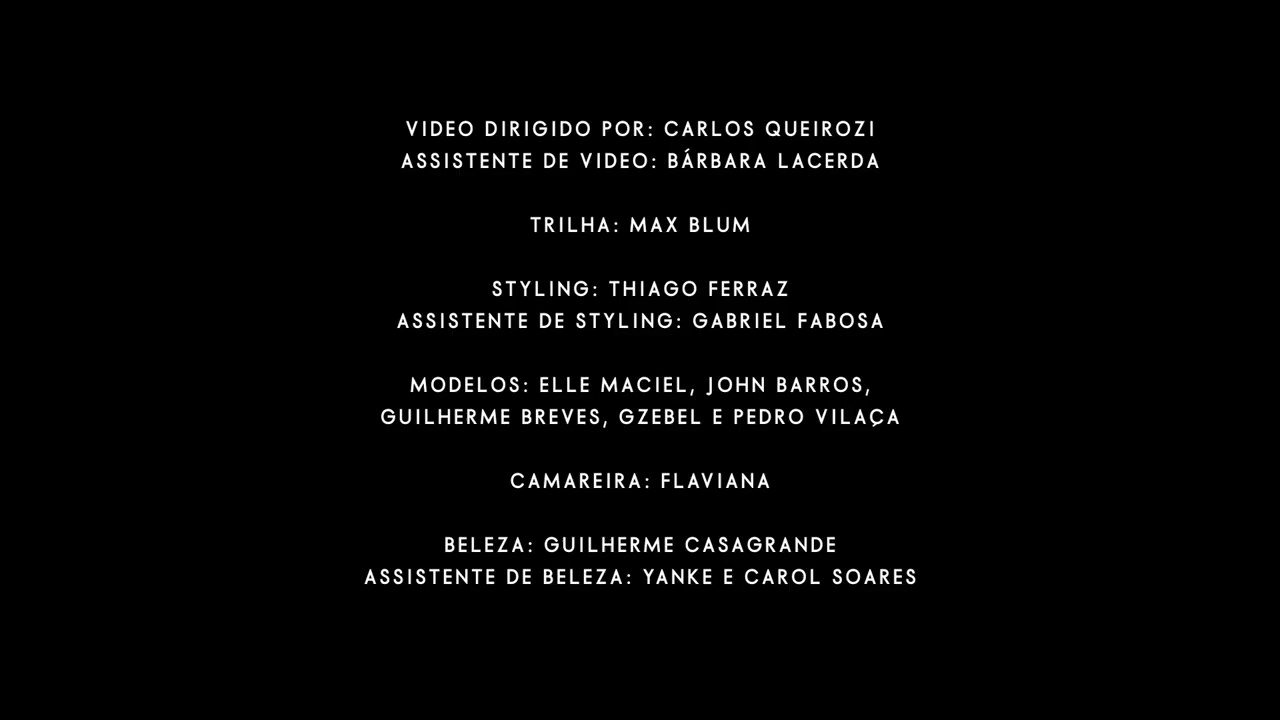 VIDEO DIRIGIDO POR: CARLOS QUEIROZI
ASSISTENTE DE VIDEO: BÁRBARA LACERDA
TRILHA: MAX BLUM
STYLING: THIAGO FERRAZ
ASSISTENTE DE STYLING: GABRIEL FABOSA
MODELOS: ELLE MACIEL, JOHN BARROS,
GUILHERME BREVES, GZEBEL E PEDRO VILAÇA
CAMAREIRA: FLAVIANA
BELEZA: GUILHERME CASAGRANDE
ASSISTENTE DE BELEZA: YANKE E CAROL SOARES